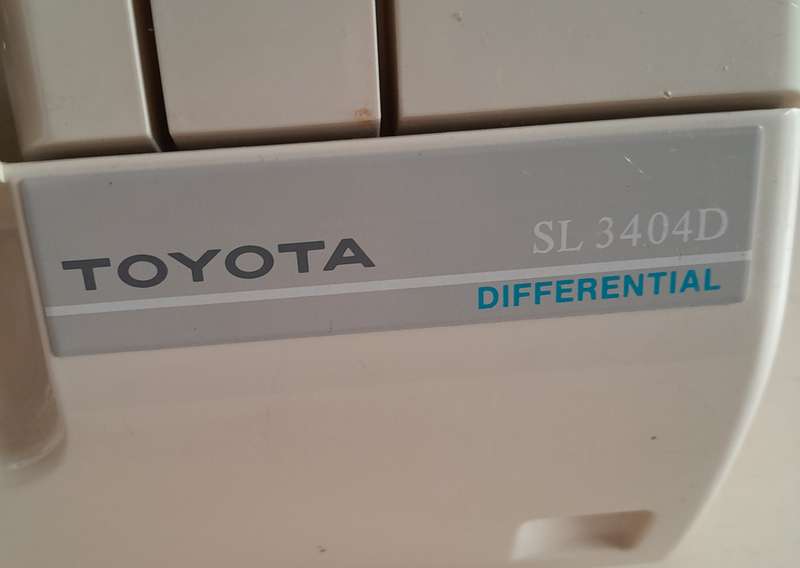 TOYOTA
SL 3404D
DIFFERENTIAL